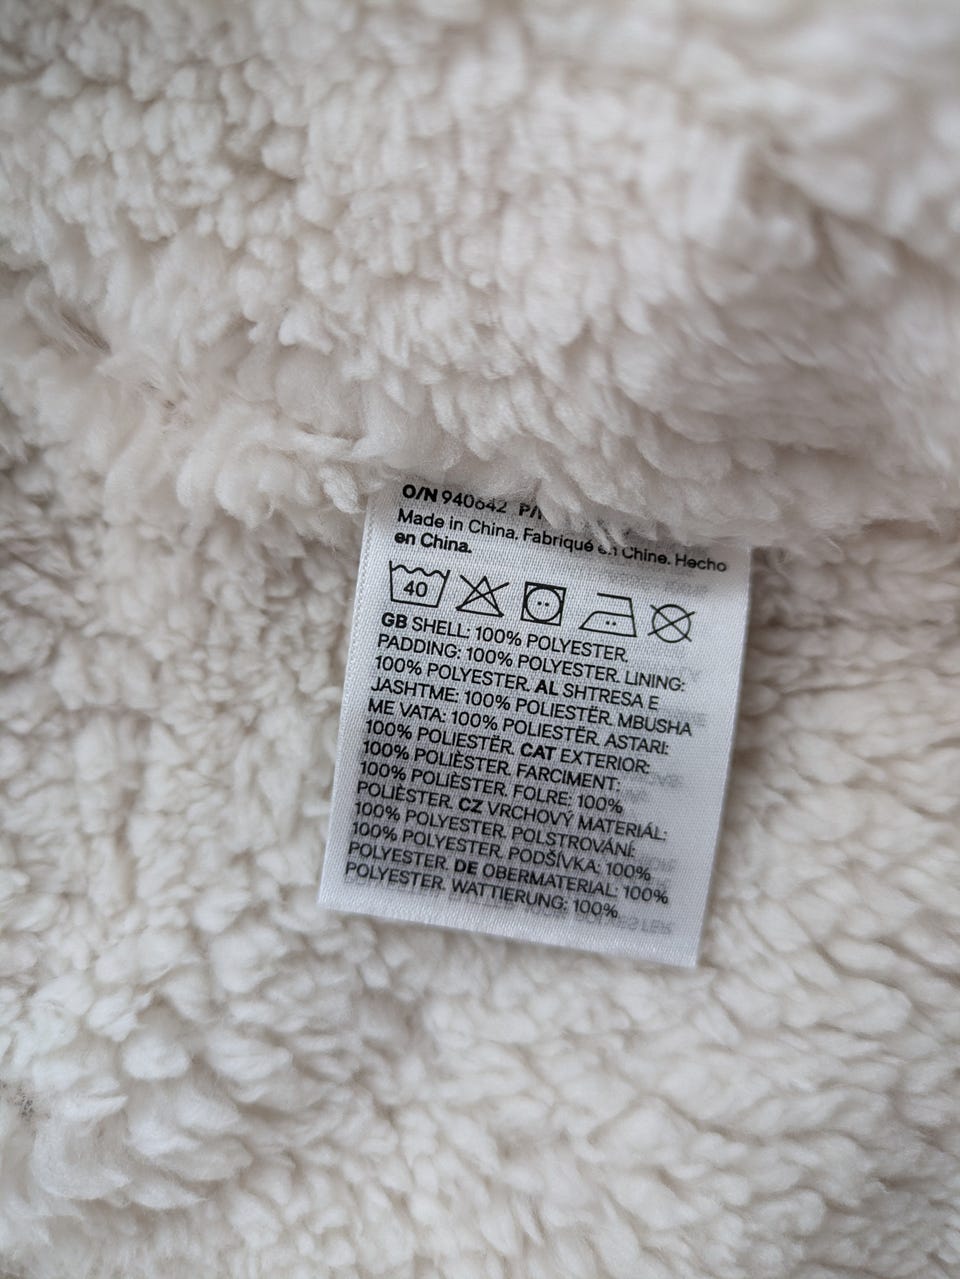 O/N 940642 P/
Made in China. Fabriqué en Chine. Hecho
en China.
40
GB SHELL: 100% POLYESTER.
PADDING: 100% POLYESTER. LINING:
100% POLYESTER. AL SHTRESA E
JASHTME: 100% POLIESTËR. MBUSHA
ME VATA: 100% POLIESTËR. ASTARI:
100% POLIESTËR. CAT EXTERIOR:
100% POLIÈSTER. FARCIMENT:
100% POLIÈSTER. FOLRE: 100%
POLIÈSTER. CZ VRCHOVÝ MATERIÁL:
100% POLYESTER. POLSTROVÁNÍ:
100% POLYESTER. PODŠÍVKA: 100%
POLYESTER. DE OBERMATERIAL: 100%
POLYESTER. WATTIERUNG: 100%